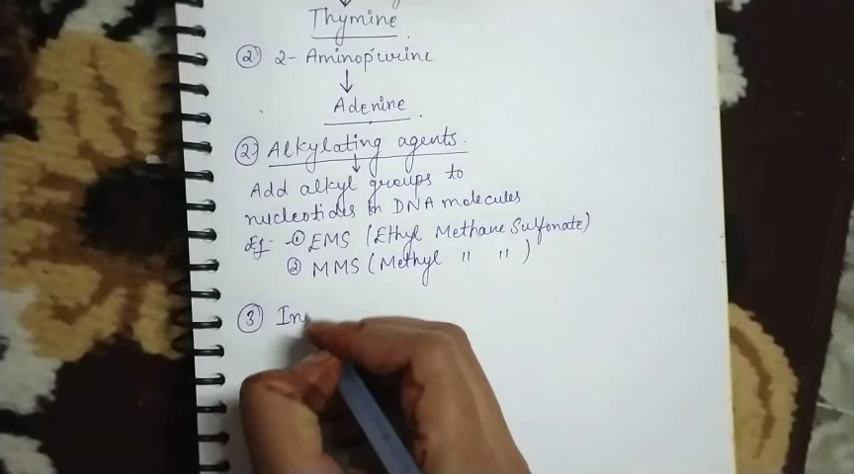 Thymine.
② 2- Aminopurine
↓
Adenine.
②. Alkylating agents.
↓
Add alkyl groups to
nucleotides in DNA molecules
Eg- -① EMS (Ethyl Methane Sulfonate)
② MMS (Methyl " " )
③ In